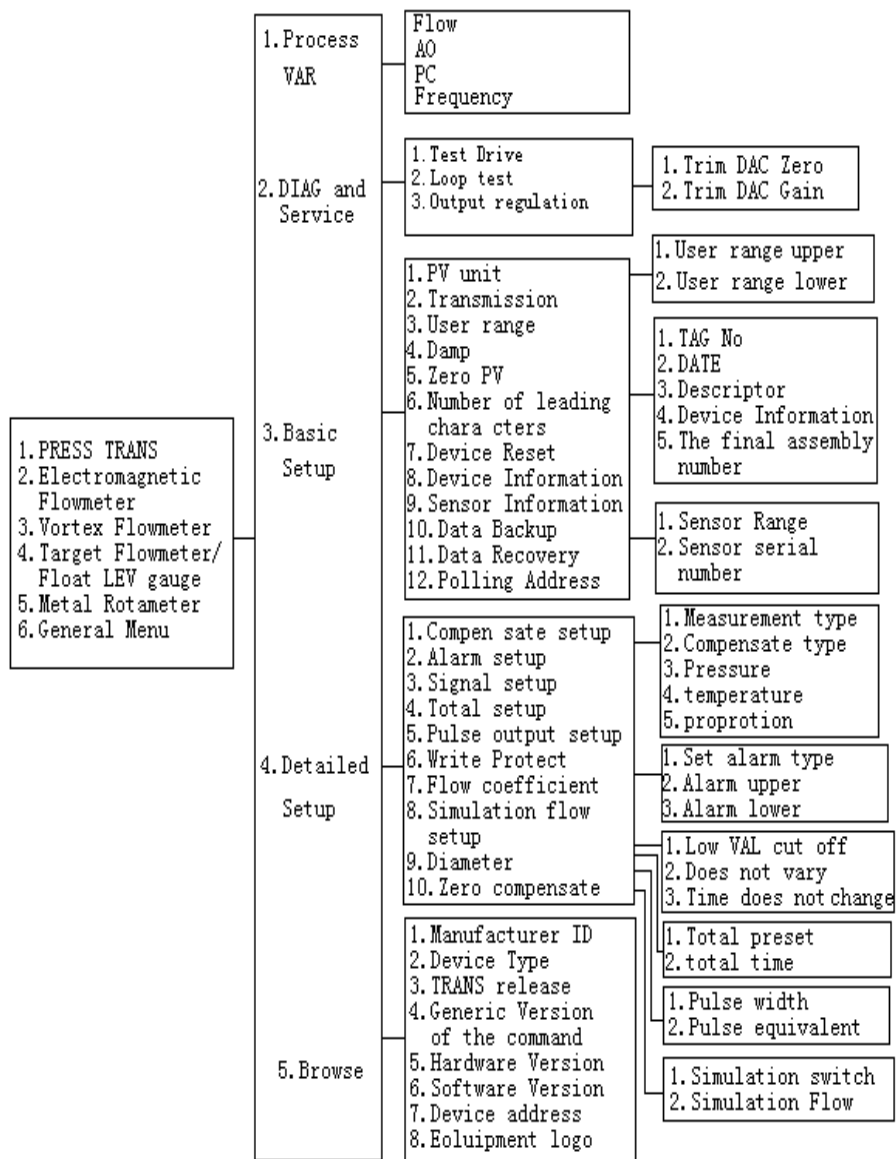 1.PRESS TRANS
2.Electromagnetic
Flowmeter
3.Vortex Flowmeter
4.Target Flowmeter/
Float LEV gauge
5.Metal Rotameter
6.General Menu
1.Process
VAR
2.DIAG and
Service
3.Basic
Setup
4.Detailed
Setup
5.Browse
Flow
AO
PC
Frequency
1.Test Drive
2.Loop test
3.Output regulation
1.Trim DAC Zero
2.Trim DAC Gain
1.PV unit
2.Transmission
3.User range
4.Damp
5.Zero PV
6.Number of leading
chara cters
7.Device Reset
8.Device Information
9.Sensor Information
10.Data Backup
11.Data Recovery
12.Polling Address
1.User range upper
2.User range lower
1.TAG No
2.DATE
3.Descriptor
4.Device Information
5.The final assembly
number
1.Sensor Range
2.Sensor serial
number
1.Compen sate setup
2.Alarm setup
3.Signal setup
4.Total setup
5.Pulse output setup
6.Write Protect
7.Flow coefficient
8.Simulation flow
setup
9.Diameter
10.Zero compensate
1.Measurement type
2.Compensate type
3.Pressure
4.temperature
5.proprotion
1.Set alarm type
2.Alarm upper
3.Alarm lower
1.Low VAL cut off
2.Does not vary
3.Time does not change
1.Total preset
2.total time
1.Pulse width
2.Pulse equivalent
1.Simulation switch
2.Simulation Flow
1.Manufacturer ID
2.Device Type
3.TRANS release
4.Generic Version
of the command
5.Hardware Version
6.Software Version
7.Device address
8.Eoluipment logo